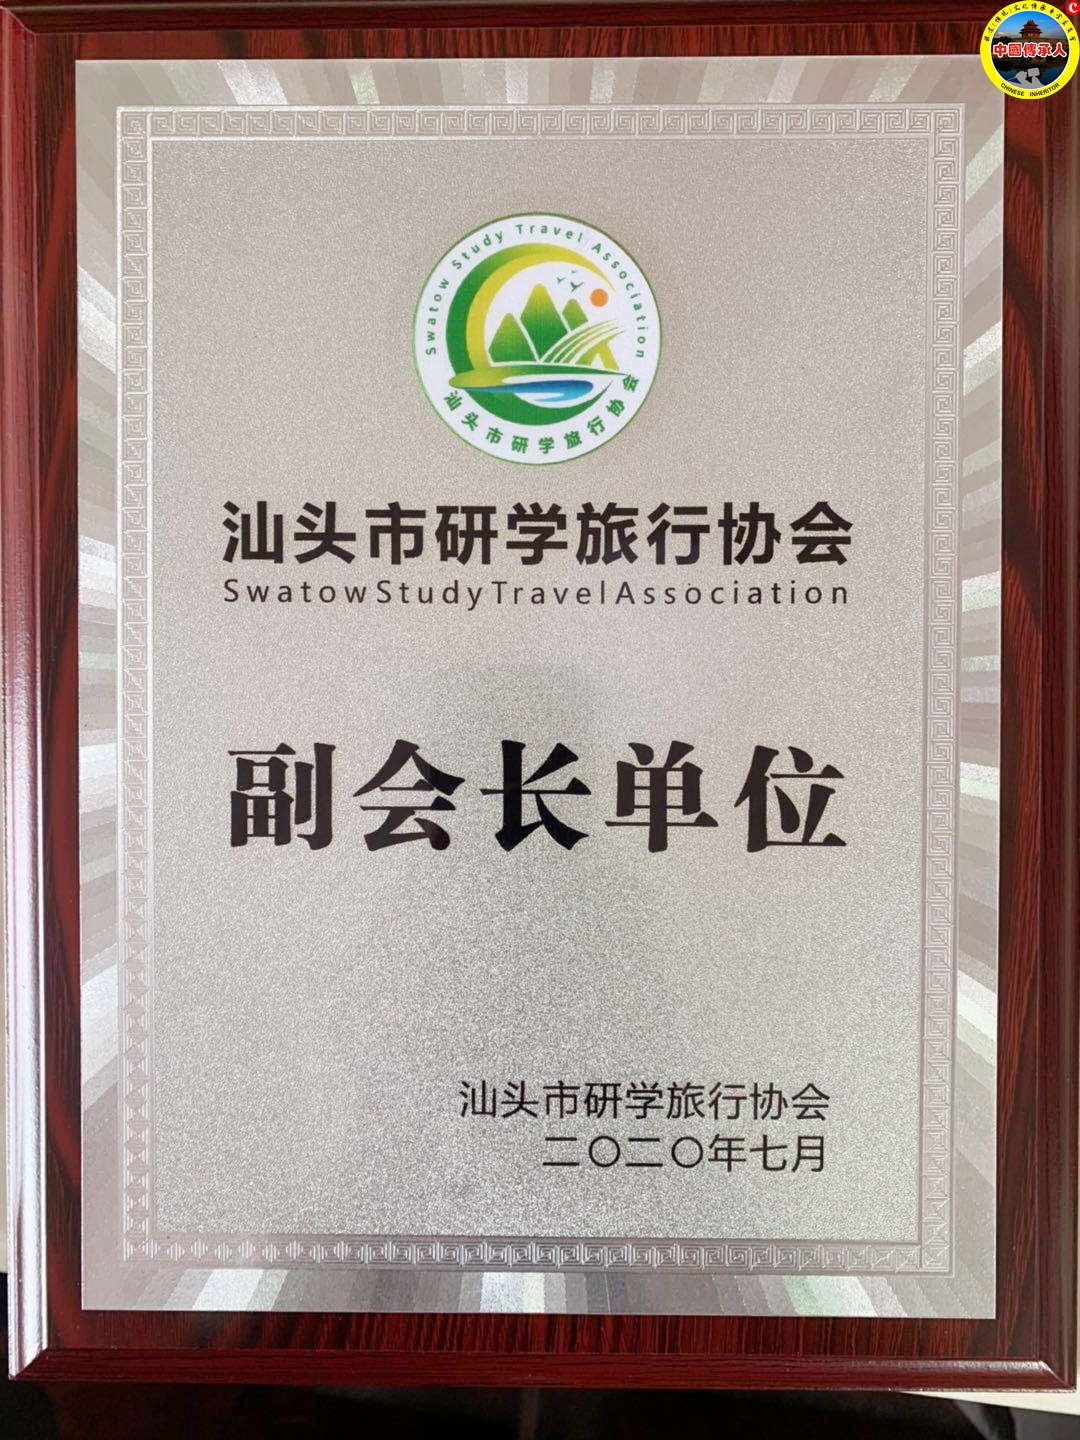 中國傳承人
CHINESE INHERITOR
Swatow Study Travel Association
汕头市研学旅行协会
汕头市研学旅行协会
SwatowStudyTravelAssociation
副会长单位
汕头市研学旅行协会
二〇二〇年七月